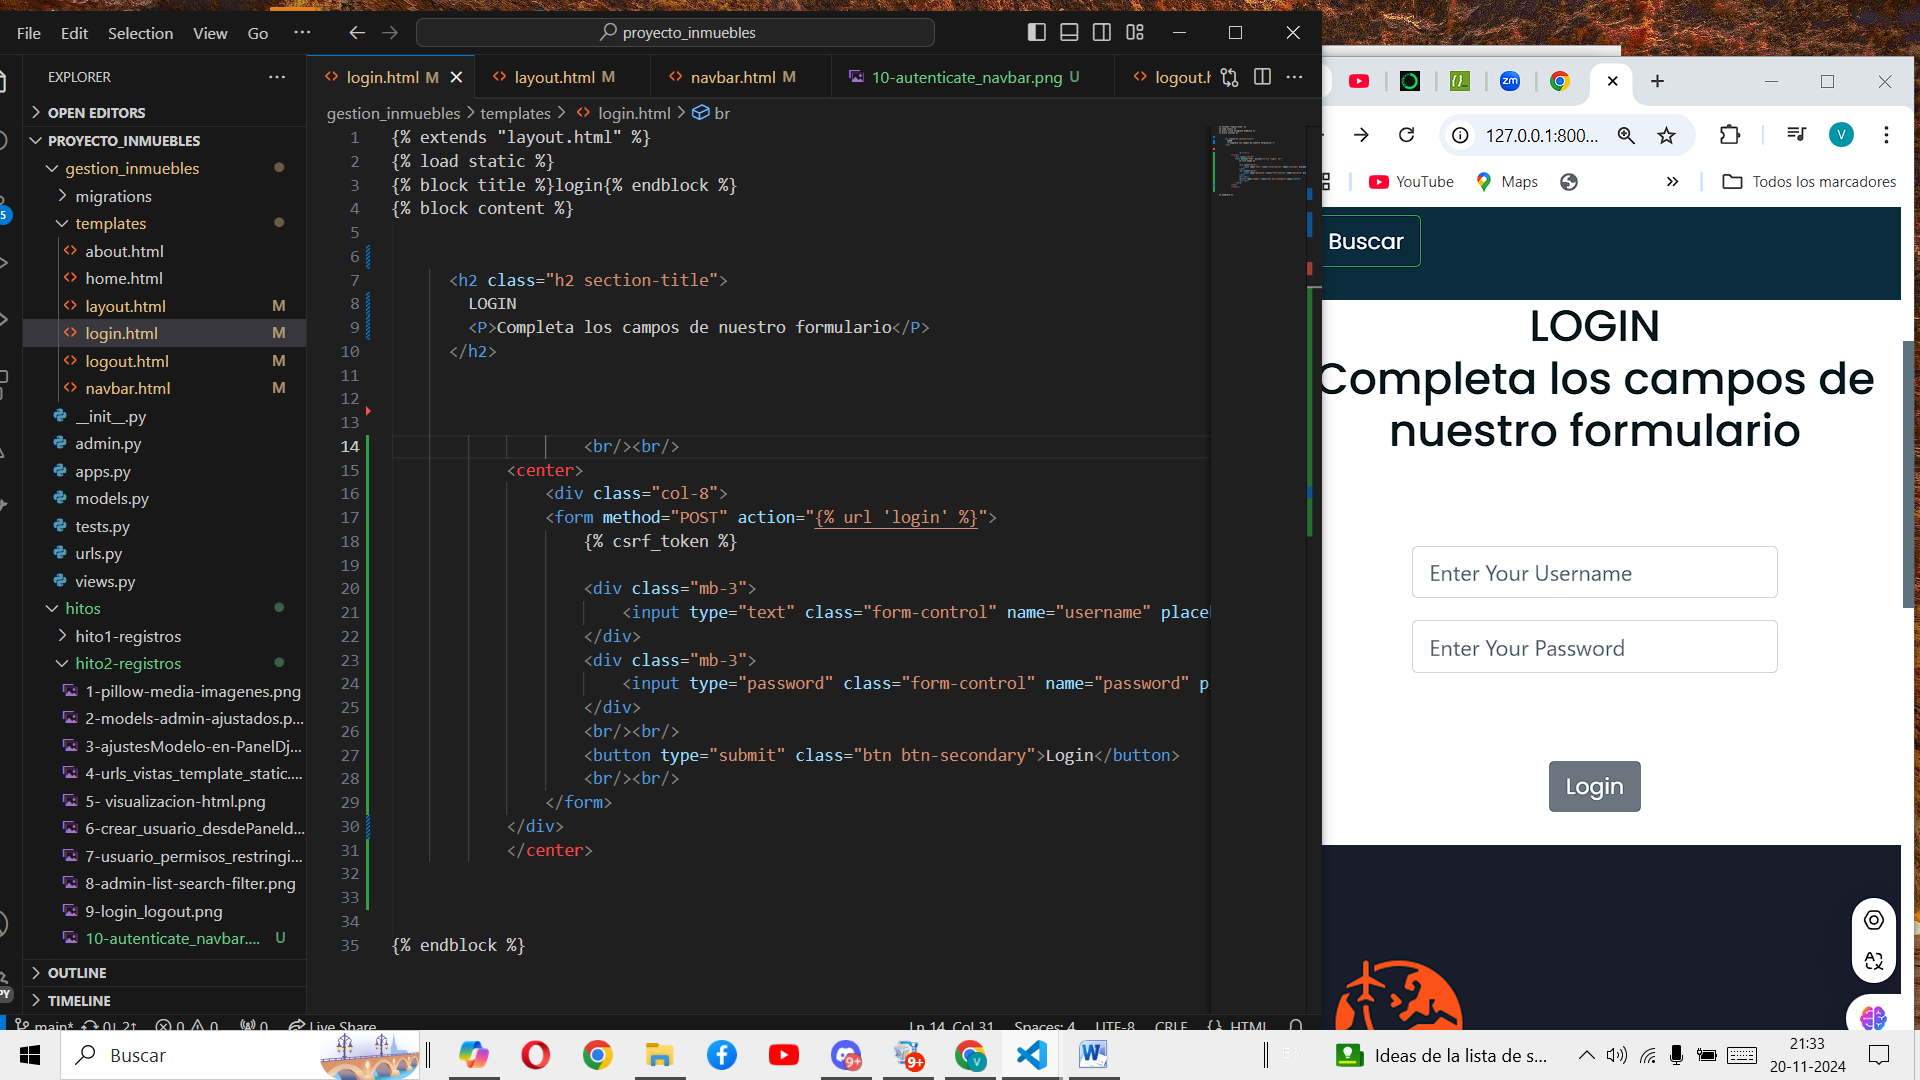 File Edit Selection View Go ···
proyecto_inmuebles
EXPLORER
OPEN EDITORS
PROYECTO_INMUEBLES
gestion_inmuebles
migrations
templates
about.html
home.html
layout.html M
login.html M
logout.html M
navbar.html M
__init__.py
admin.py
apps.py
models.py
tests.py
urls.py
views.py
hitos
hito1-registros
hito2-registros
1-pillow-media-imagenes.png
2-models-admin-ajustados.p...
3-ajustesModelo-en-PanelDj...
4-urls_vistas_template_static....
5- visualizacion-html.png
6-crear_usuario_desdePaneld...
7-usuario_permisos_restringi...
8-admin-list-search-filter.png
9-login_logout.png
10-autenticate_navbar.... U
OUTLINE
TIMELINE
login.html M layout.html M navbar.html M 10-autenticate_navbar.png U logout.h
gestion_inmuebles > templates > login.html > br
1 {% extends "layout.html" %}
2 {% load static %}
3 {% block title %}login{% endblock %}
4 {% block content %}
5
6
7 <h2 class="h2 section-title">
8 LOGIN
9 <P>Completa los campos de nuestro formulario</P>
10 </h2>
11
12
13
14 <br/><br/>
15 <center>
16 <div class="col-8">
17 <form method="POST" action="{% url 'login' %}">
18 {% csrf_token %}
19
20 <div class="mb-3">
21 <input type="text" class="form-control" name="username" placeh
22 </div>
23 <div class="mb-3">
24 <input type="password" class="form-control" name="password" p
25 </div>
26 <br/><br/>
27 <button type="submit" class="btn btn-secondary">Login</button>
28 <br/><br/>
29 </form>
30 </div>
31 </center>
32
33
34
35 {% endblock %}
main* 0↓ 2↑ 0 0 0 Live Share
Ln 14, Col 31 Spaces: 4 UTF-8 CRLF {} HTML
5
zm
127.0.0.1:800...
V
YouTube Maps » Todos los marcadores
Buscar
LOGIN
Completa los campos de
nuestro formulario
Enter Your Username
Enter Your Password
Login
Buscar
9+ 9+ V
Ideas de la lista de s...
21:33
20-11-2024